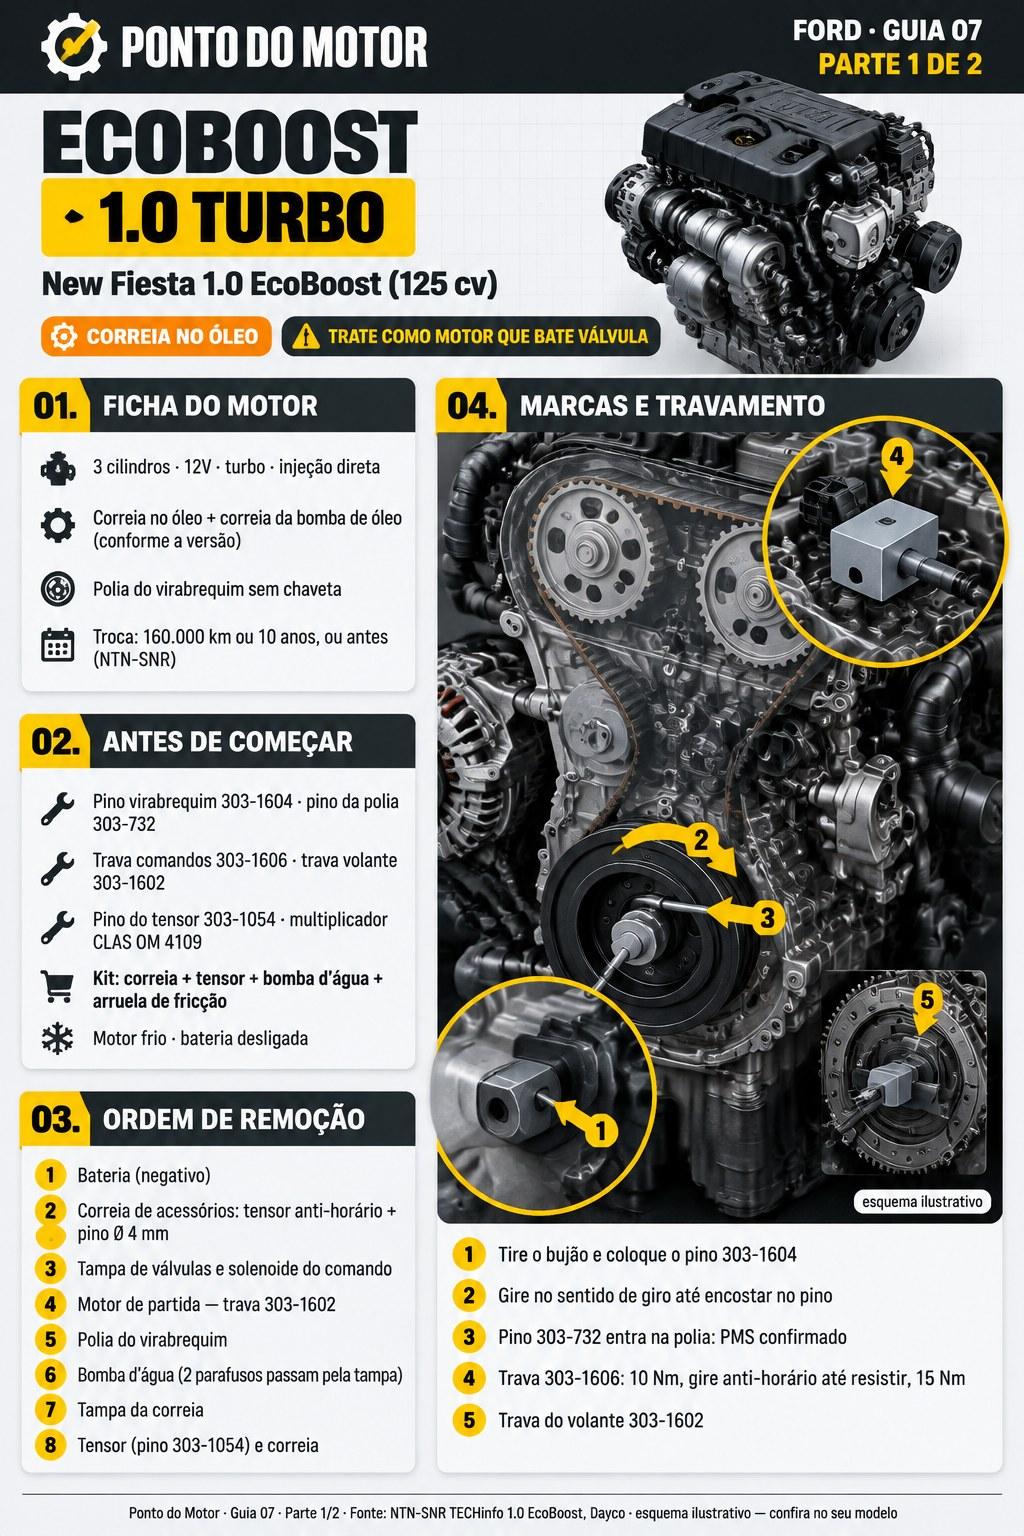 PONTO DO MOTOR
FORD · GUIA 07
PARTE 1 DE 2
ECOBOOST
· 1.0 TURBO
New Fiesta 1.0 EcoBoost (125 cv)
CORREIA NO ÓLEO
TRATE COMO MOTOR QUE BATE VÁLVULA
01. FICHA DO MOTOR
3 cilindros · 12V · turbo · injeção direta
Correia no óleo + correia da bomba de óleo
(conforme a versão)
Polia do virabrequim sem chaveta
Troca: 160.000 km ou 10 anos, ou antes
(NTN-SNR)
02. ANTES DE COMEÇAR
Pino virabrequim 303-1604 · pino da polia
303-732
Trava comandos 303-1606 · trava volante
303-1602
Pino do tensor 303-1054 · multiplicador
CLAS OM 4109
Kit: correia + tensor + bomba d'água +
arruela de fricção
Motor frio · bateria desligada
03. ORDEM DE REMOÇÃO
1 Bateria (negativo)
2 Correia de acessórios: tensor anti-horário +
pino Ø 4 mm
3 Tampa de válvulas e solenoide do comando
4 Motor de partida — trava 303-1602
5 Polia do virabrequim
6 Bomba d'água (2 parafusos passam pela tampa)
7 Tampa da correia
8 Tensor (pino 303-1054) e correia
04. MARCAS E TRAVAMENTO
4
2
3
5
1
esquema ilustrativo
1 Tire o bujão e coloque o pino 303-1604
2 Gire no sentido de giro até encostar no pino
3 Pino 303-732 entra na polia: PMS confirmado
4 Trava 303-1606: 10 Nm, gire anti-horário até resistir, 15 Nm
5 Trava do volante 303-1602
Ponto do Motor · Guia 07 · Parte 1/2 · Fonte: NTN-SNR TECHinfo 1.0 EcoBoost, Dayco · esquema ilustrativo — confira no seu modelo